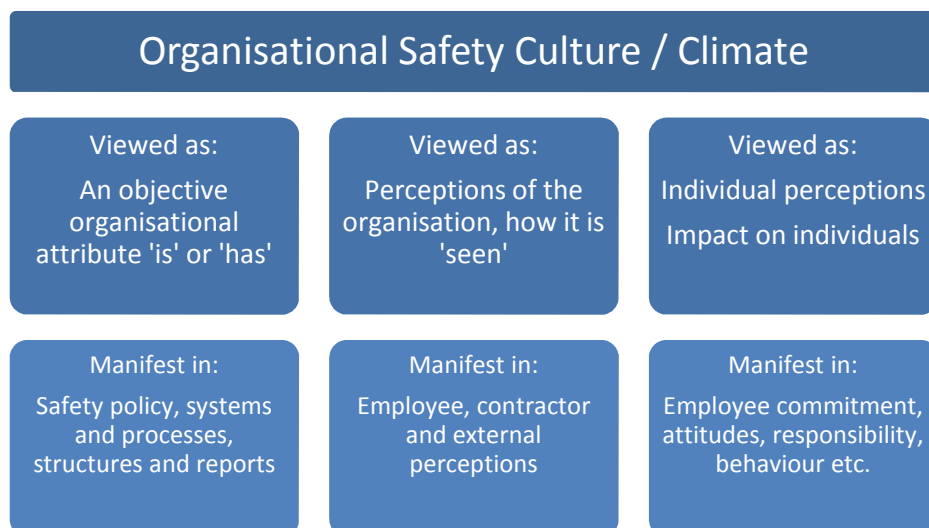 Organisational Safety Culture / Climate
Viewed as:
An objective
organisational
attribute 'is' or 'has'
Viewed as:
Perceptions of the
organisation, how it is
'seen'
Viewed as:
Individual perceptions
Impact on individuals
Manifest in:
Safety policy, systems
and processes,
structures and reports
Manifest in:
Employee, contractor
and external
perceptions
Manifest in:
Employee commitment,
attitudes, responsibility,
behaviour etc.